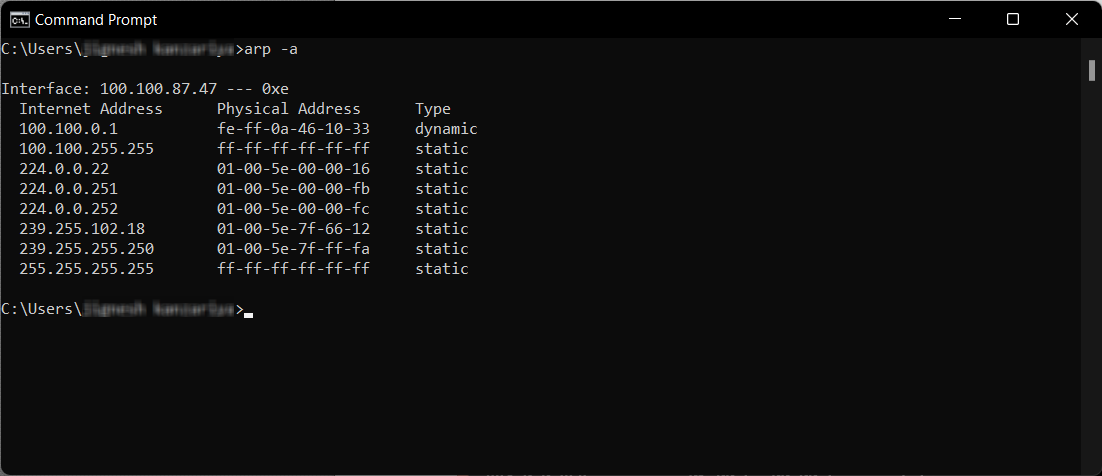 Command Prompt
C:\Users\ >arp -a
Interface: 100.100.87.47 --- 0xe
Internet Address Physical Address Type
100.100.0.1 fe-ff-0a-46-10-33 dynamic
100.100.255.255 ff-ff-ff-ff-ff-ff static
224.0.0.22 01-00-5e-00-00-16 static
224.0.0.251 01-00-5e-00-00-fb static
224.0.0.252 01-00-5e-00-00-fc static
239.255.102.18 01-00-5e-7f-66-12 static
239.255.255.250 01-00-5e-7f-ff-fa static
255.255.255.255 ff-ff-ff-ff-ff-ff static
C:\Users\ >